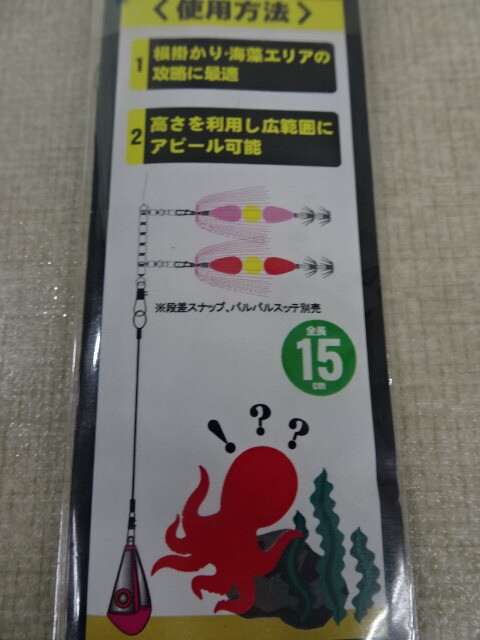 〈使用方法〉
1 根掛かり・海藻エリアの
攻略に最適
2 高さを利用し広範囲に
アピール可能
※段差スナップ、バルバルスッテ別売
全長
15
cm
! ? ?